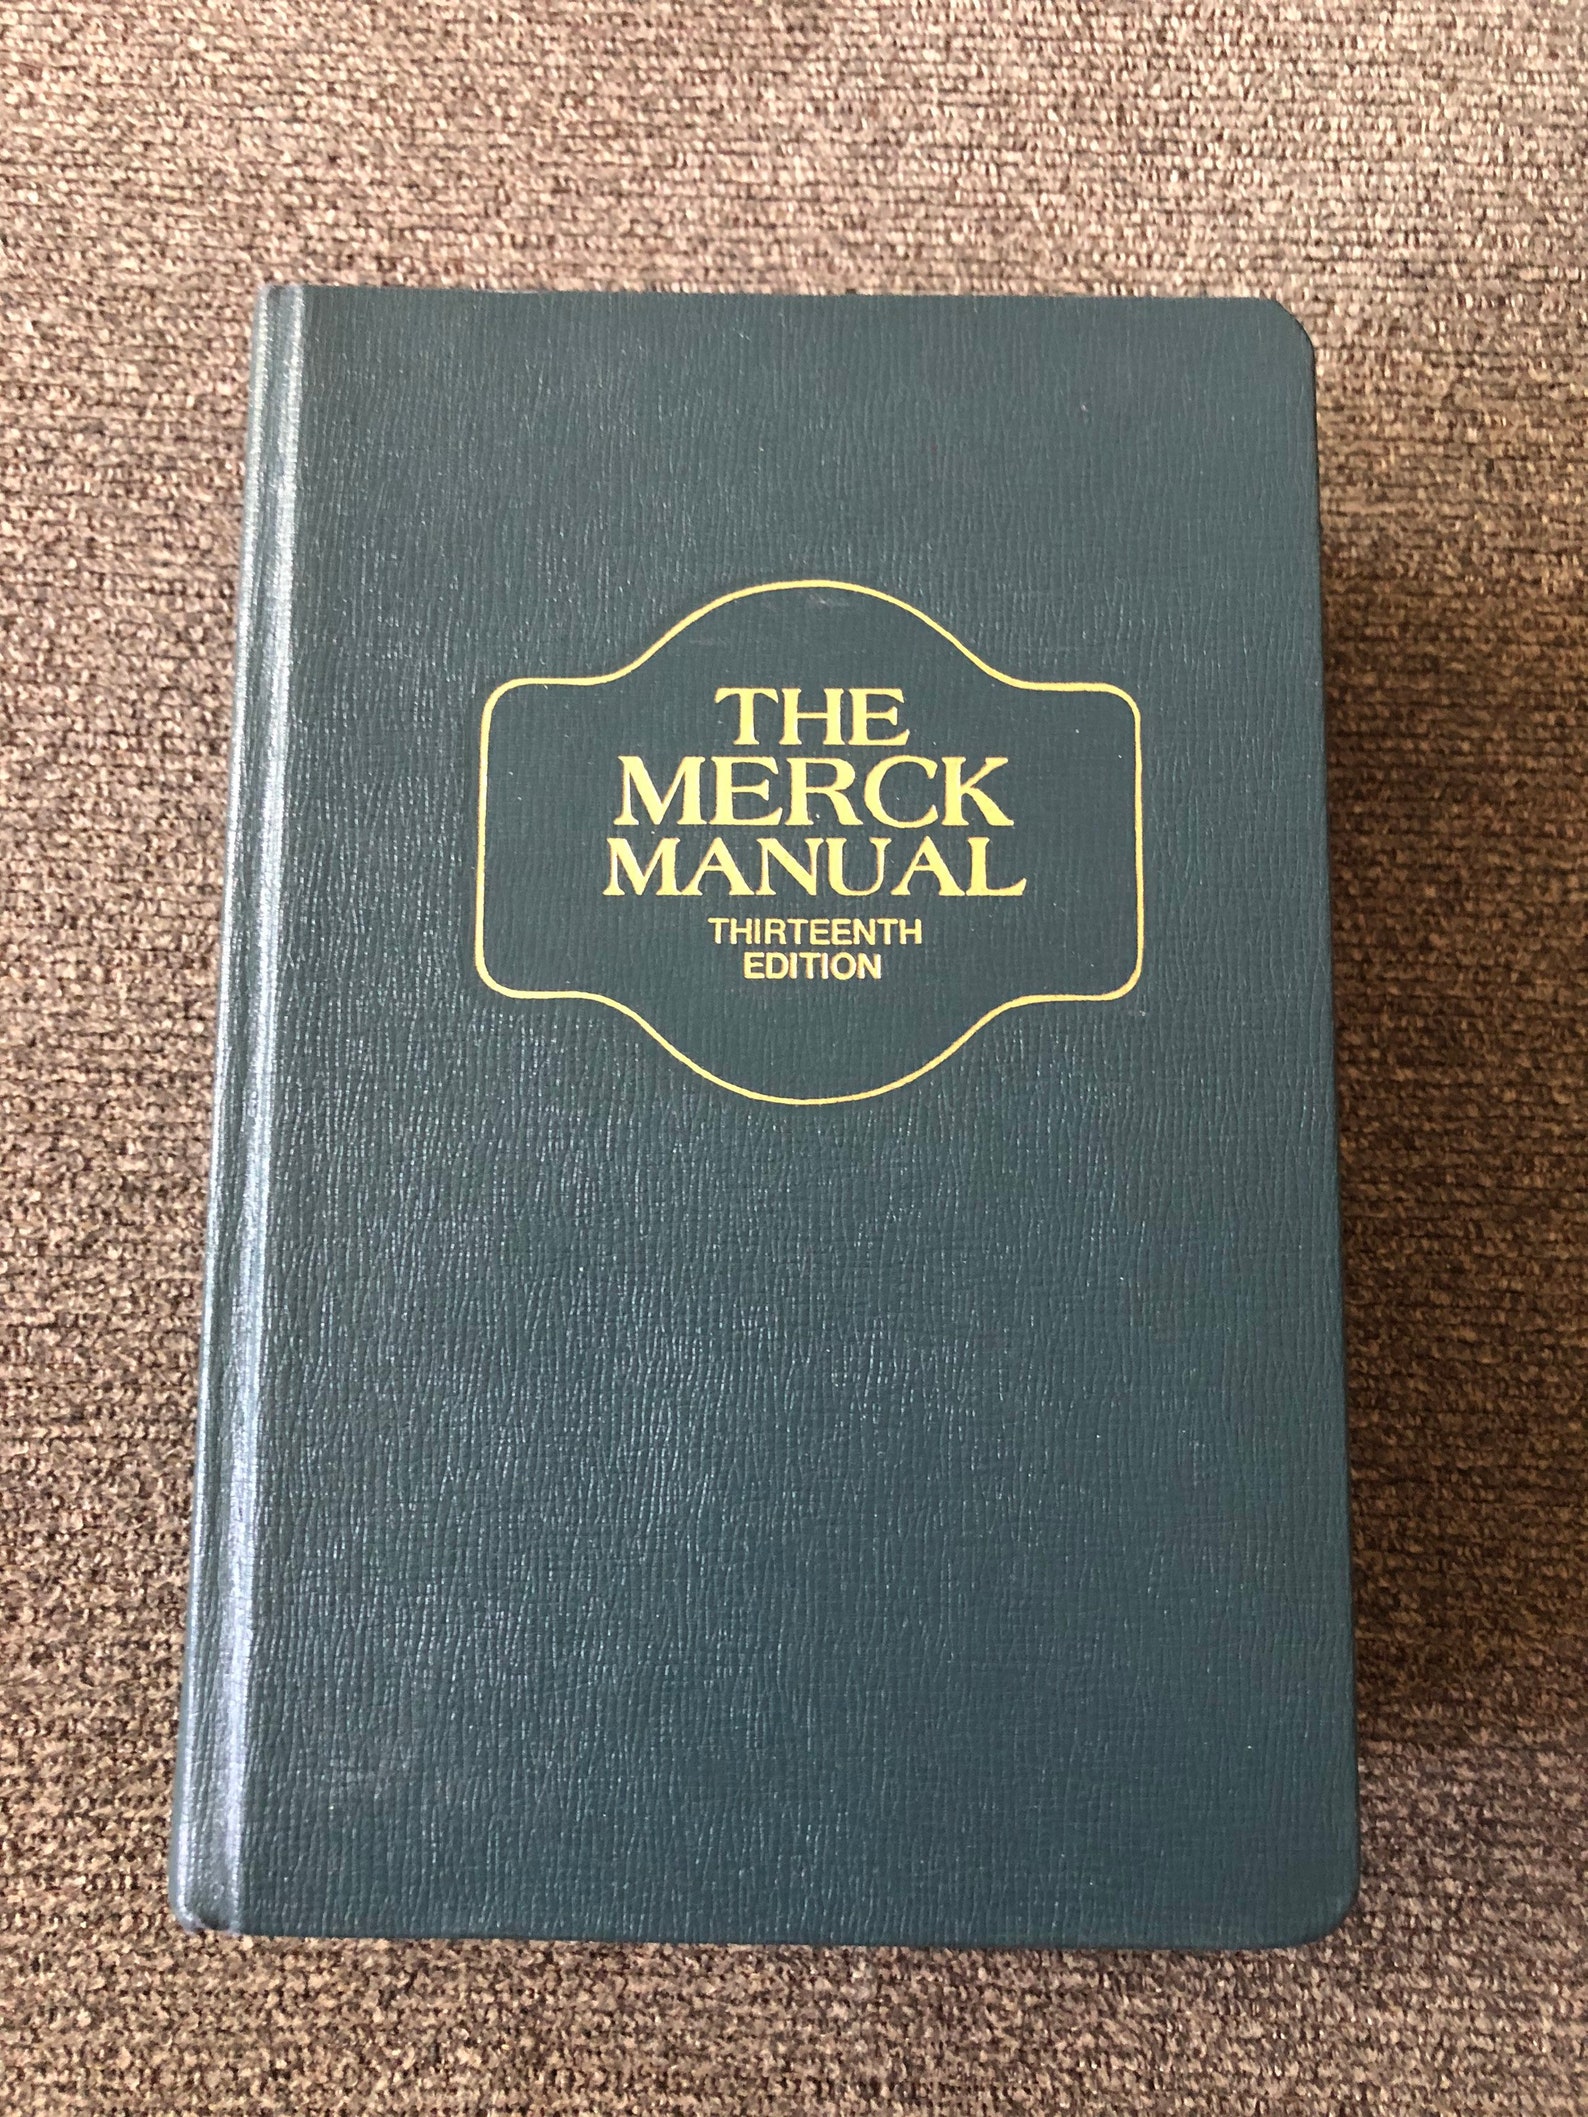 THE
MERCK
MANUAL
THIRTEENTH
EDITION